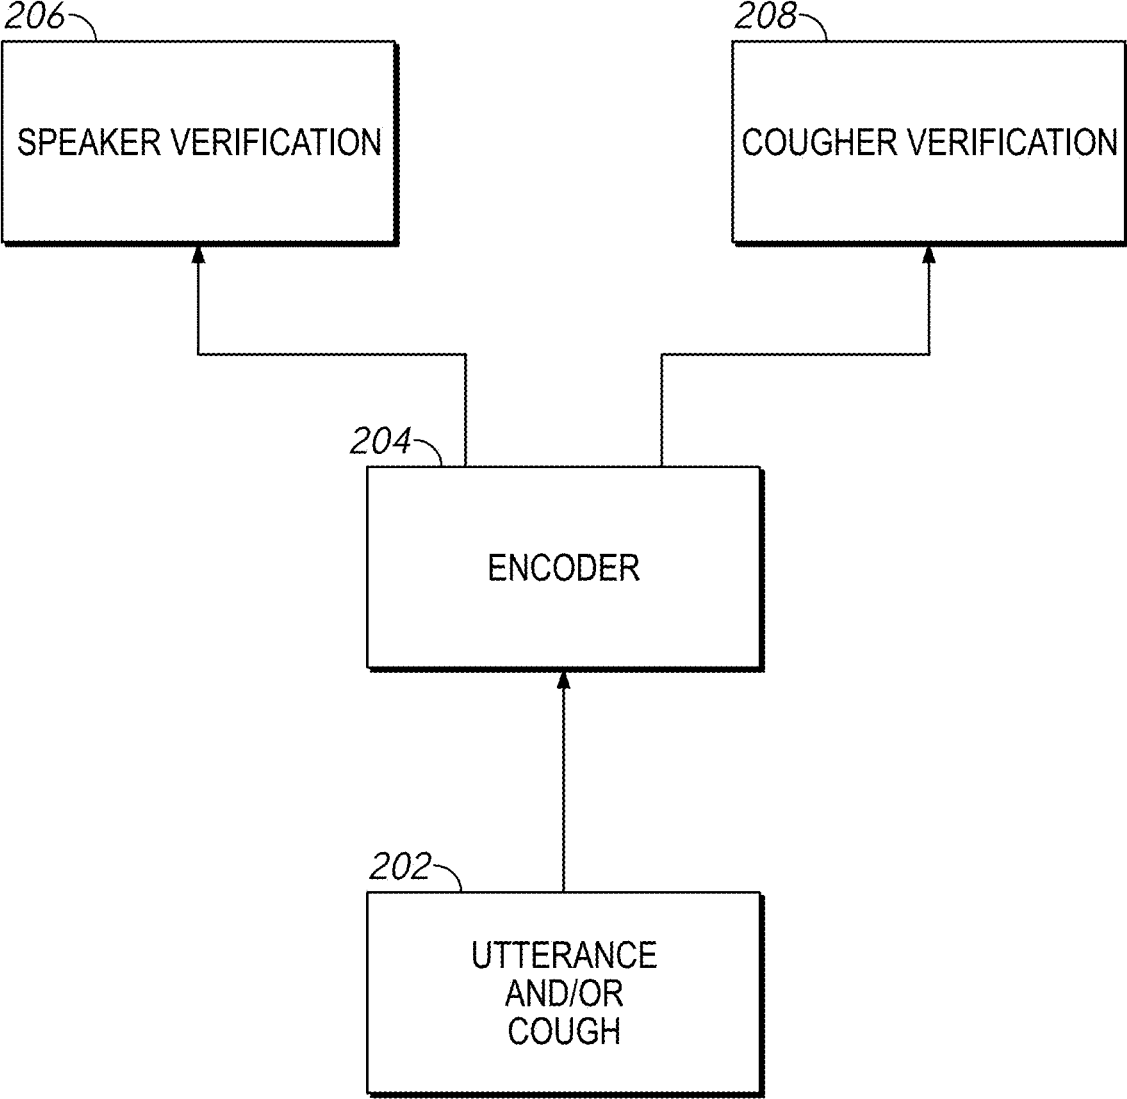 206
SPEAKER VERIFICATION
208
COUGHER VERIFICATION
204
ENCODER
202
UTTERANCE
AND/OR
COUGH